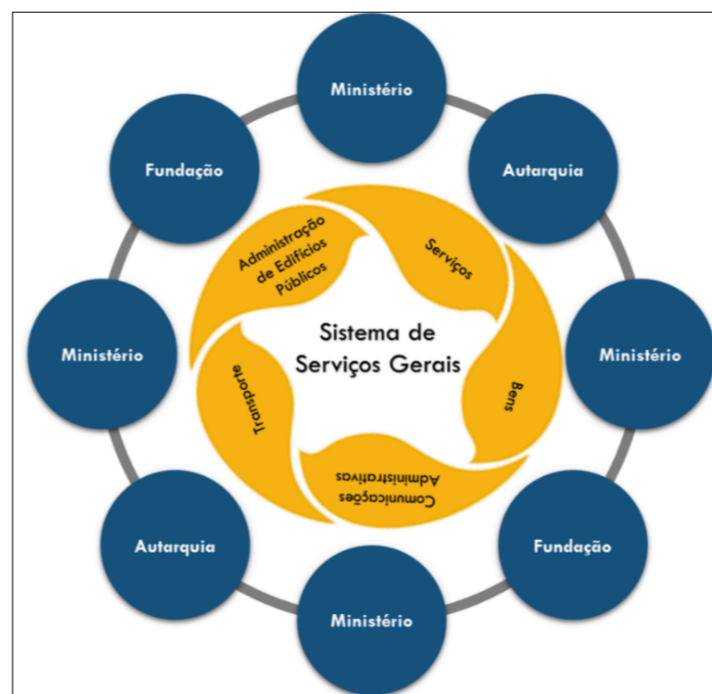 Ministério
Fundação
Autarquia
Administração
de Edifícios
Públicos
Serviços
Ministério
Sistema de
Serviços Gerais
Ministério
Transporte
Bens
Comunicações
Administrativas
Autarquia
Fundação
Ministério